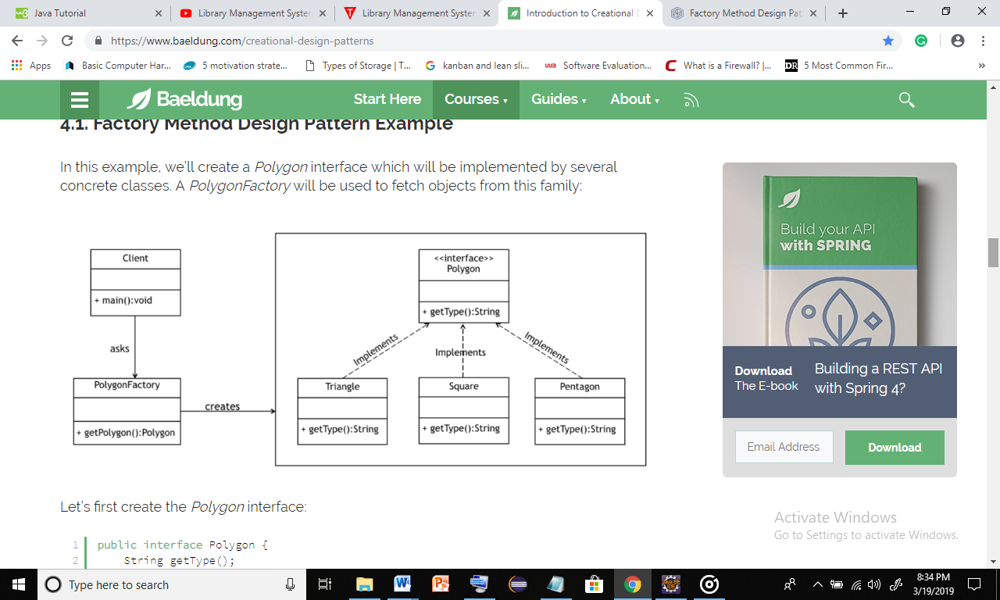 Java Tutorial
Library Management System
Library Management System
Introduction to Creational D
Factory Method Design Pat
https://www.baeldung.com/creational-design-patterns
Apps
Basic Computer Har...
5 motivation strate...
Types of Storage | T...
kanban and lean sli...
Software Evaluation...
What is a Firewall? |...
DR
5 Most Common Fir...
Baeldung
Start Here
Courses
Guides
About
4.1. Factory Method Design Pattern Example
In this example, we'll create a Polygon interface which will be implemented by several
concrete classes. A PolygonFactory will be used to fetch objects from this family:
Client
+ main():void
asks
PolygonFactory
+ getPolygon():Polygon
creates
<<interface>>
Polygon
+ getType():String
Implements
Implements
Implements
Triangle
+ getType():String
Square
+ getType():String
Pentagon
+ getType():String
Let's first create the Polygon interface:
1 public interface Polygon {
2 String getType();
Build your API
with SPRING
Download
The E-book
Building a REST API
with Spring 4?
Email Address
Download
Activate Windows
Go to Settings to activate Windows.
Type here to search
8:34 PM
3/19/2019